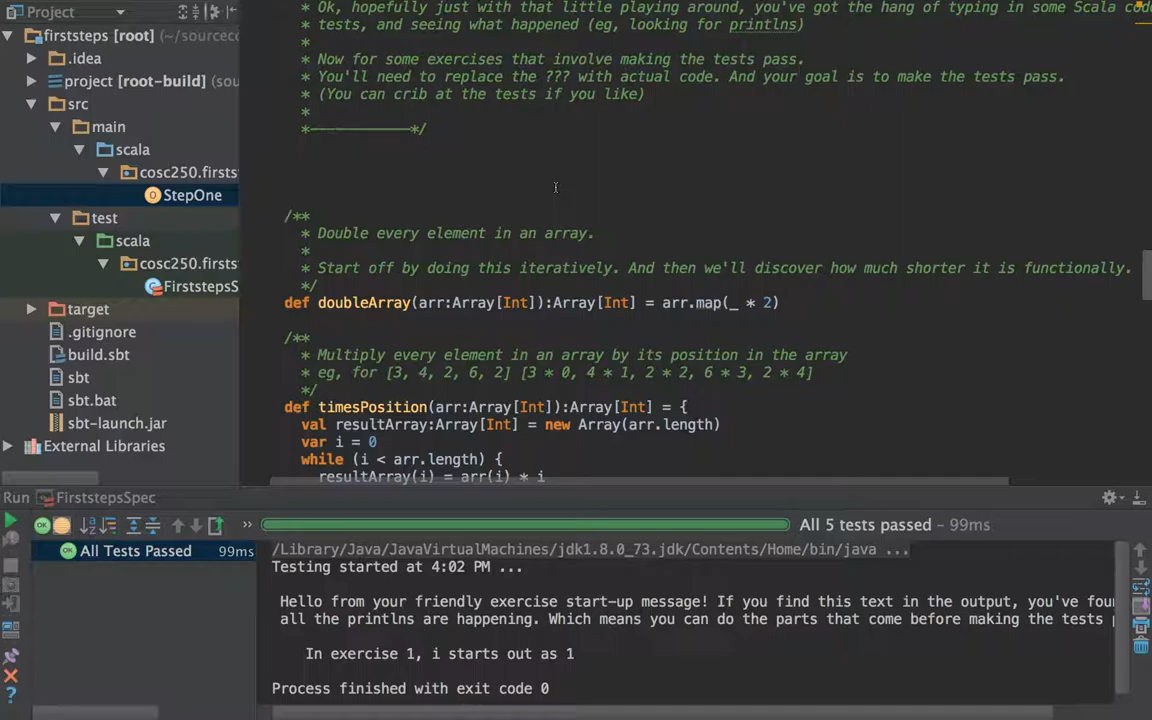 Project
firststeps [root] (~/sourcecc
.idea
project [root-build] (sou
src
main
scala
cosc250.firsts
StepOne
test
scala
cosc250.firsts
FirststepsS
target
.gitignore
build.sbt
sbt
sbt.bat
sbt-launch.jar
External Libraries
* Ok, hopefully just with that little playing around, you've got the hang of typing in some Scala cod
* tests, and seeing what happened (eg, looking for printlns)
*
* Now for some exercises that involve making the tests pass.
* You'll need to replace the ??? with actual code. And your goal is to make the tests pass.
* (You can crib at the tests if you like)
*
*————————————*/
/**
* Double every element in an array.
*
* Start off by doing this iteratively. And then we'll discover how much shorter it is functionally.
*/
def doubleArray(arr:Array[Int]):Array[Int] = arr.map(_ * 2)
/**
* Multiply every element in an array by its position in the array
* eg, for [3, 4, 2, 6, 2] [3 * 0, 4 * 1, 2 * 2, 6 * 3, 2 * 4]
*/
def timesPosition(arr:Array[Int]):Array[Int] = {
val resultArray:Array[Int] = new Array(arr.length)
var i = 0
while (i < arr.length) {
resultArray(i) = arr(i) * i
Run FirststepsSpec
OK >> All 5 tests passed – 99ms
OK All Tests Passed 99ms
/Library/Java/JavaVirtualMachines/jdk1.8.0_73.jdk/Contents/Home/bin/java ...
Testing started at 4:02 PM ...
Hello from your friendly exercise start-up message! If you find this text in the output, you've fou
all the printlns are happening. Which means you can do the parts that come before making the tests
In exercise 1, i starts out as 1
Process finished with exit code 0